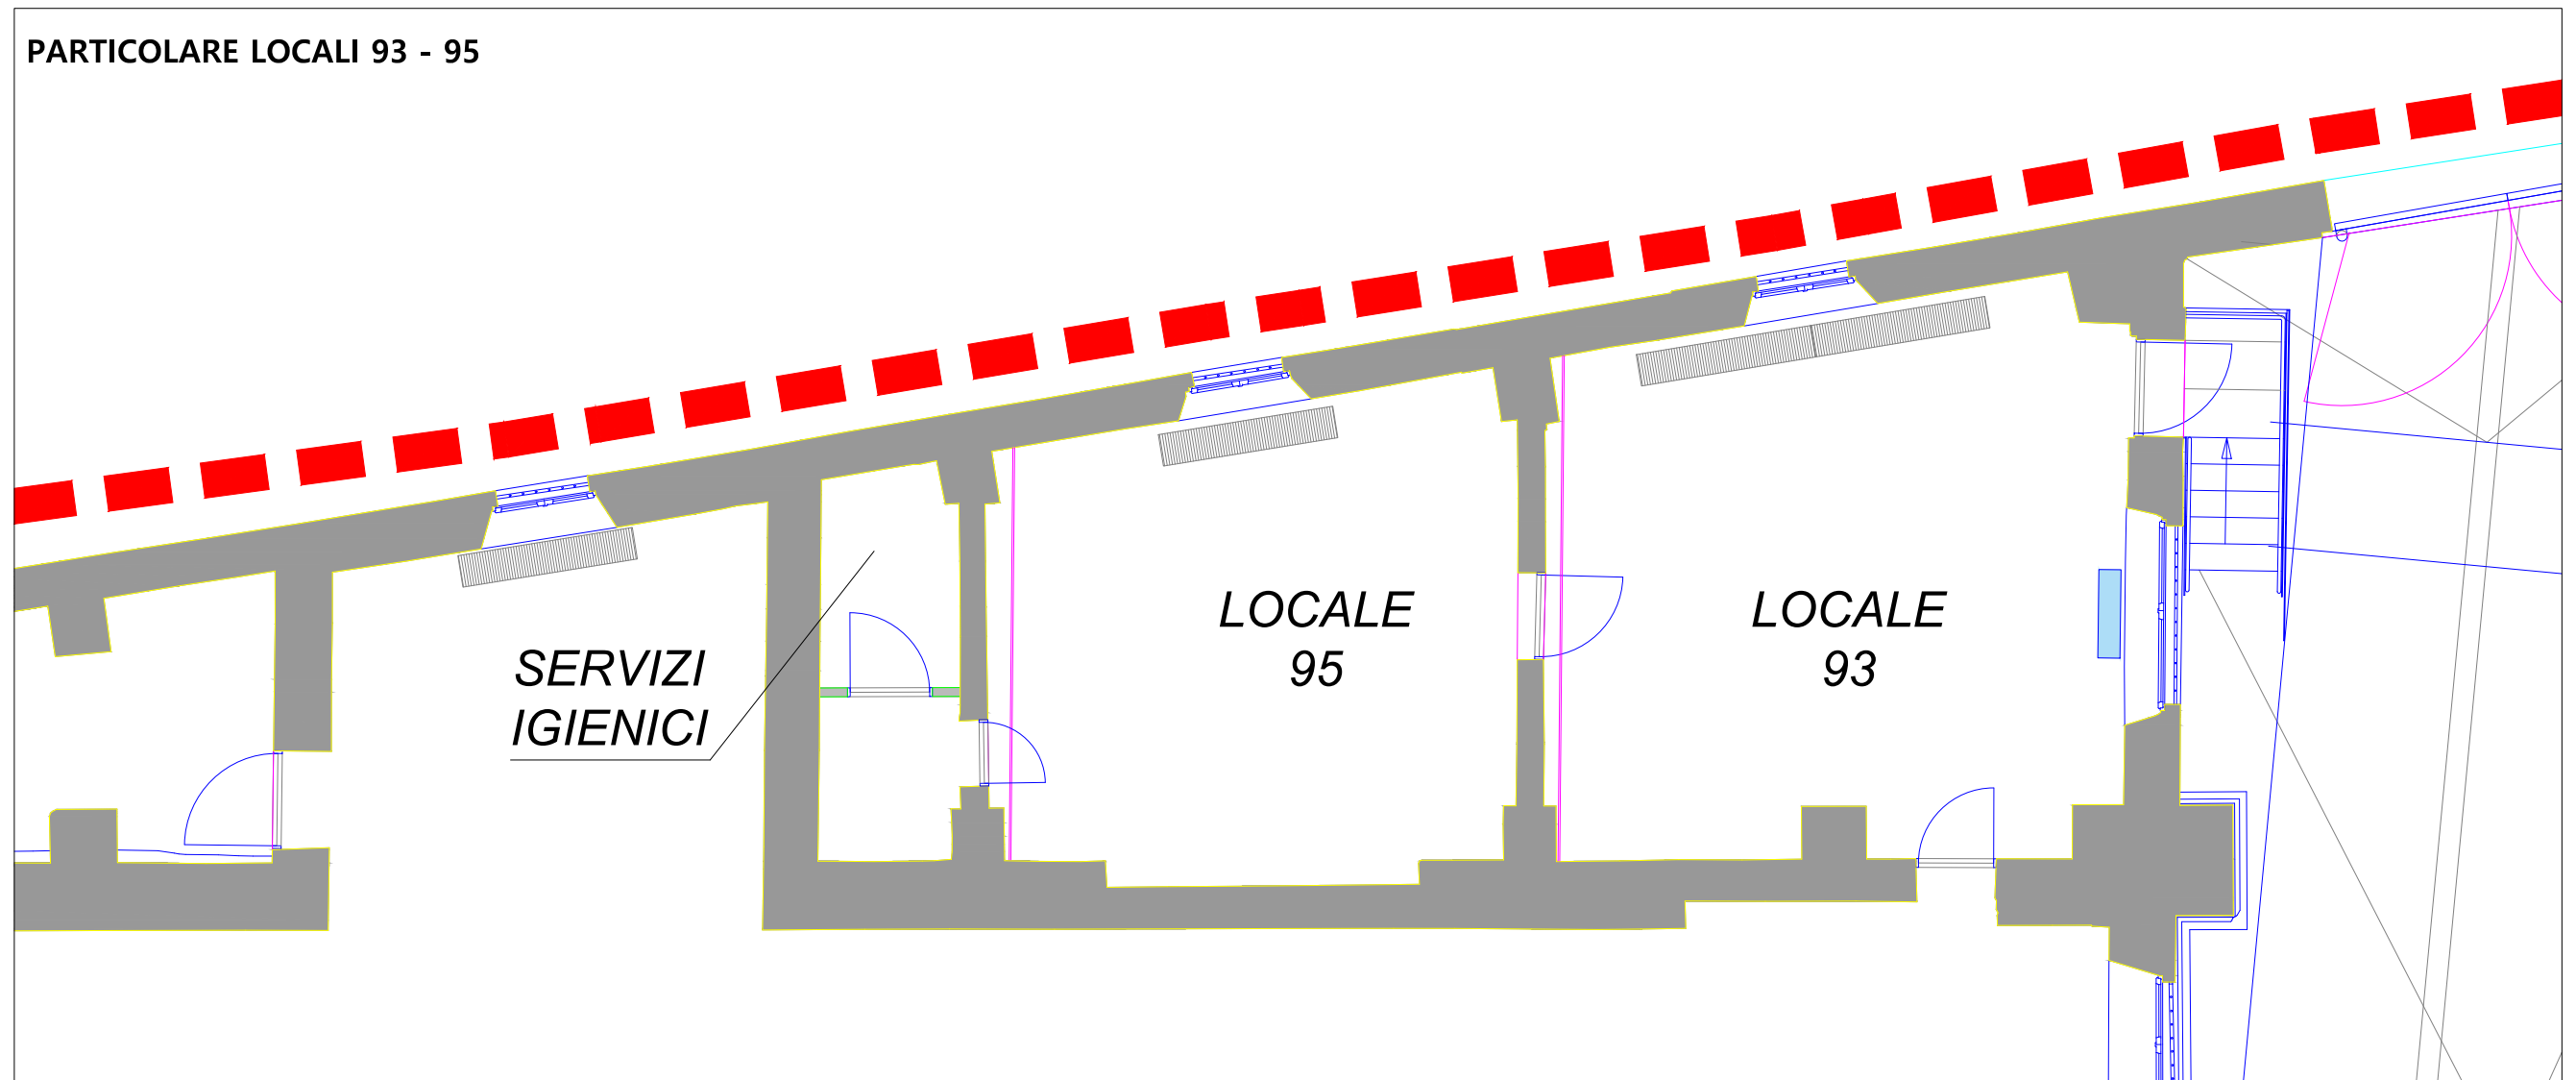 PARTICOLARE LOCALI 93 - 95
LOCALE
95
LOCALE
93
SERVIZI
IGIENICI